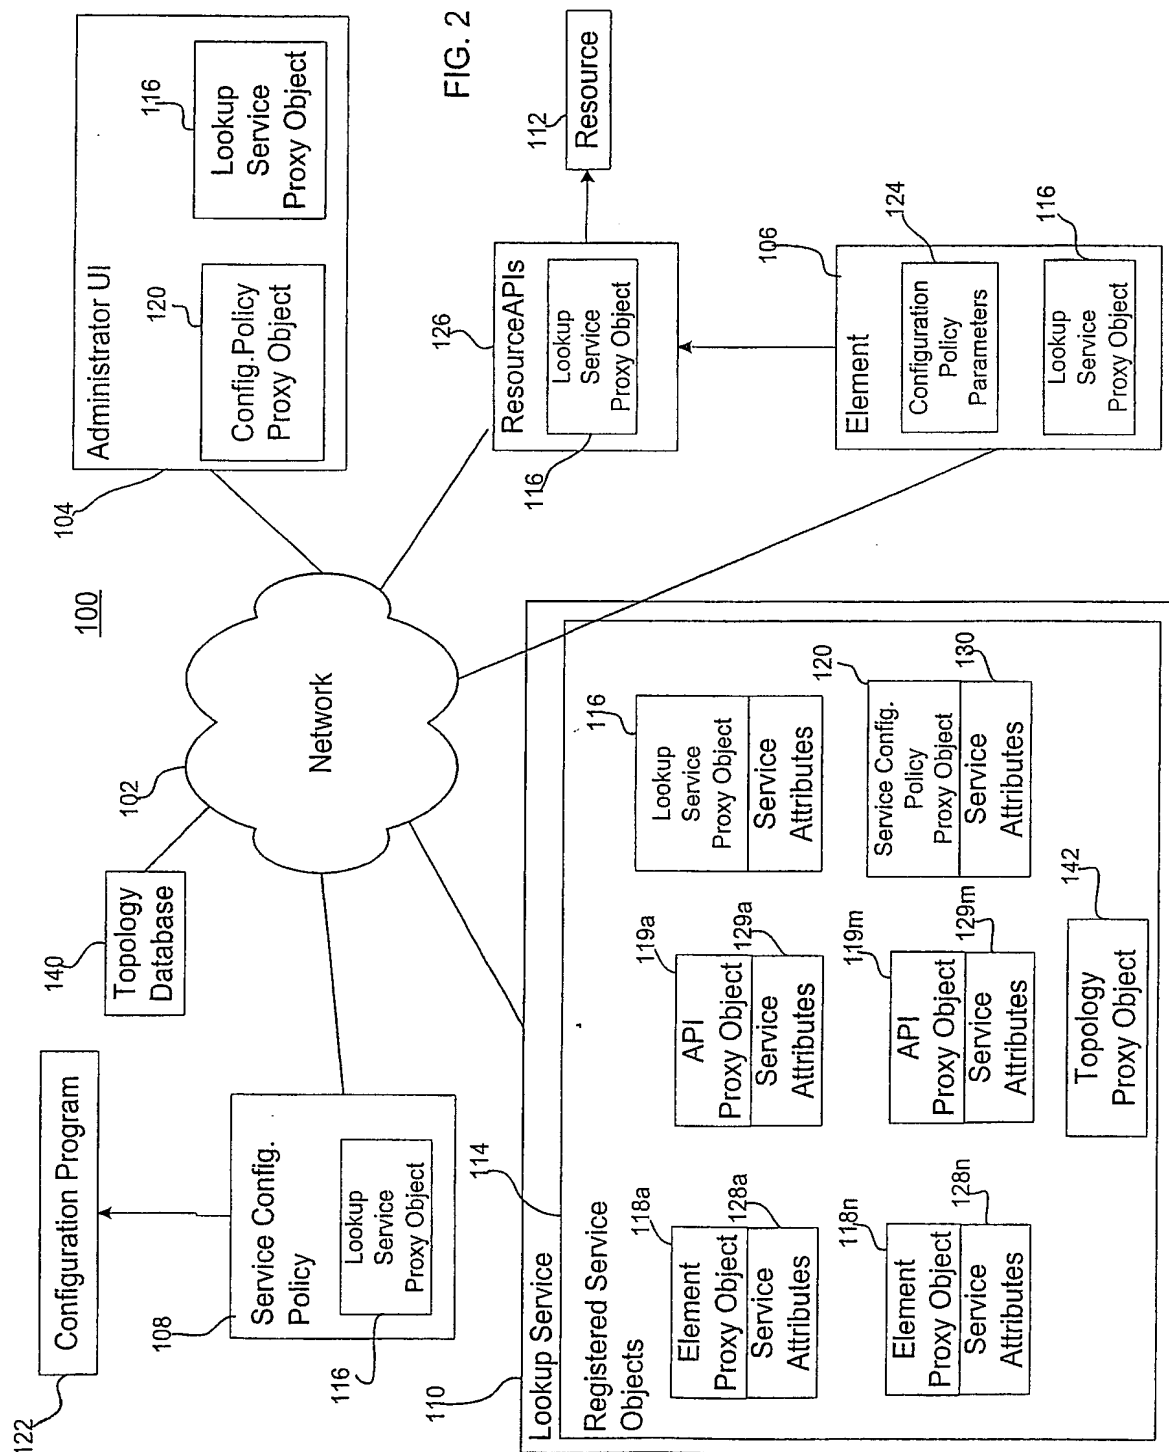 122
Configuration Program
108
Service Config.
Policy
Lookup
Service
Proxy Object
116
140
Topology
Database
102
Network
100
104
Administrator UI
120
Config.Policy
Proxy Object
116
Lookup
Service
Proxy Object
FIG. 2
126
ResourceAPIs
Lookup
Service
Proxy Object
116
112
Resource
106
Element
124
Configuration
Policy
Parameters
116
Lookup
Service
Proxy Object
110
Lookup Service
114
Registered Service
Objects
118a
Element
Proxy Object
128a
Service
Attributes
119a
API
Proxy Object
129a
Service
Attributes
116
Lookup
Service
Proxy Object
Service
Attributes
118n
Element
Proxy Object
128n
Service
Attributes
119m
API
Proxy Object
129m
Service
Attributes
120
Service Config.
Policy
Proxy Object
130
Service
Attributes
142
Topology
Proxy Object